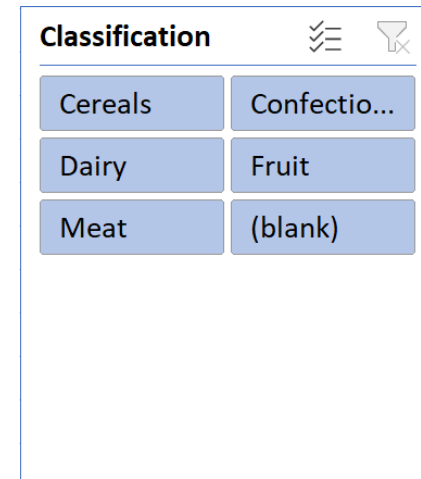 Classification
Cereals Confectio...
Dairy Fruit
Meat (blank)